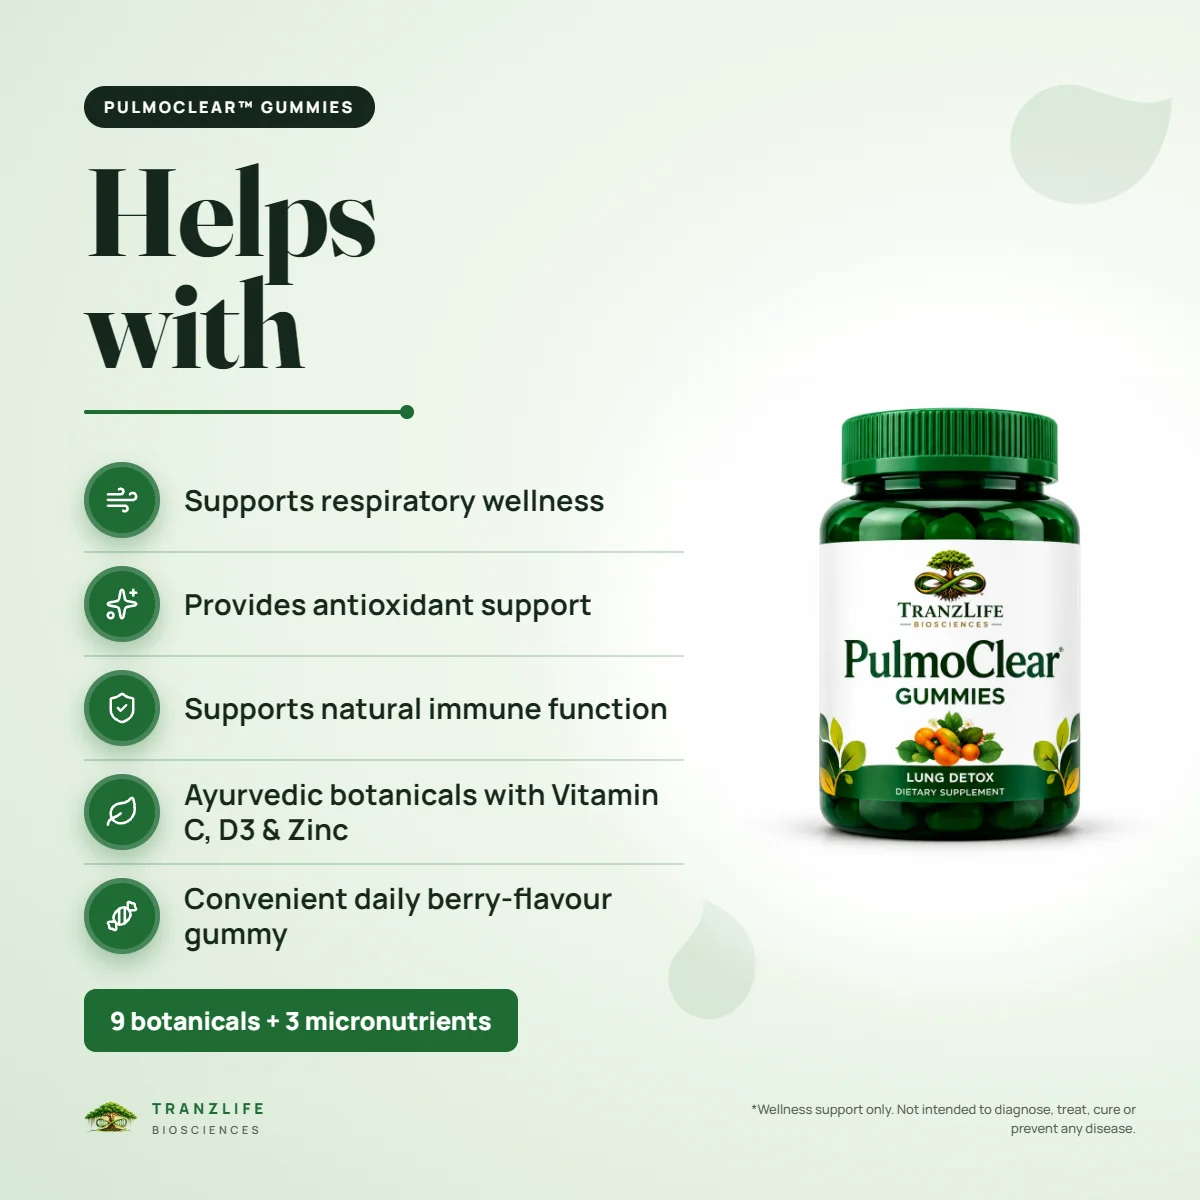 PULMOCLEAR™ GUMMIES
Helps
with
Supports respiratory wellness
Provides antioxidant support
Supports natural immune function
Ayurvedic botanicals with Vitamin
C, D3 & Zinc
Convenient daily berry-flavour
gummy
9 botanicals + 3 micronutrients
TRANZLIFE
BIOSCIENCES
PulmoClear®
GUMMIES
LUNG DETOX
DIETARY SUPPLEMENT
TRANZLIFE
BIOSCIENCES
*Wellness support only. Not intended to diagnose, treat, cure or
prevent any disease.